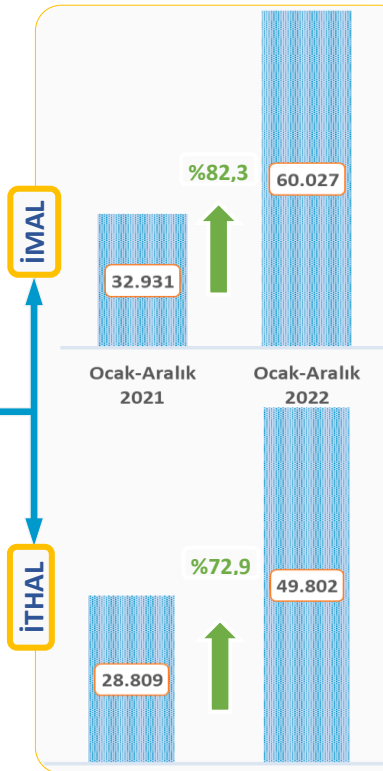 İMAL
%82,3
60.027
32.931
Ocak-Aralık
2021
Ocak-Aralık
2022
İTHAL
%72,9
49.802
28.809